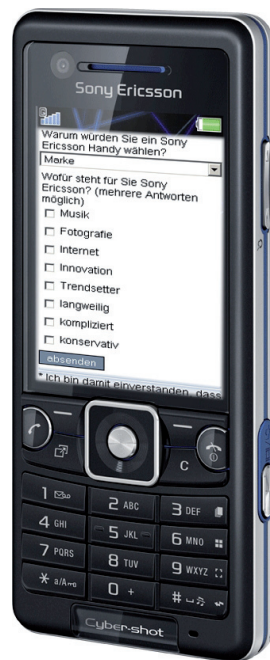 Sony Ericsson
Warum würden Sie ein Sony
Ericsson Handy wählen?
Marke
Wofür steht für Sie Sony
Ericsson? (mehrere Antworten
möglich)
Musik
Fotografie
Internet
Innovation
Trendsetter
langweilig
kompliziert
konservativ
absenden
* Ich bin damit einverstanden, dass
C
1
2 ABC
3 DEF
4 GHI
5 JKL
6 MNO
7 PQRS
8 TUV
9 WXYZ
* a/A
0 +
#
Cyber-shot